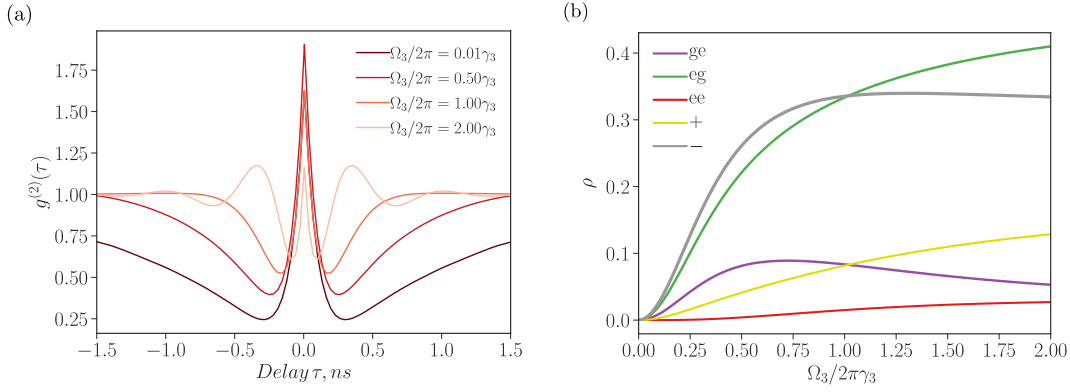 (a)
g⁽²⁾(τ)
1.75
1.50
1.25
1.00
0.75
0.50
0.25
Ω₃/2π = 0.01γ₃
Ω₃/2π = 0.50γ₃
Ω₃/2π = 1.00γ₃
Ω₃/2π = 2.00γ₃
−1.5 −1.0 −0.5 0.0 0.5 1.0 1.5
Delay τ, ns
(b)
ρ
0.4
0.3
0.2
0.1
0.0
ge
eg
ee
+
−
0.00 0.25 0.50 0.75 1.00 1.25 1.50 1.75 2.00
Ω₃/2πγ₃